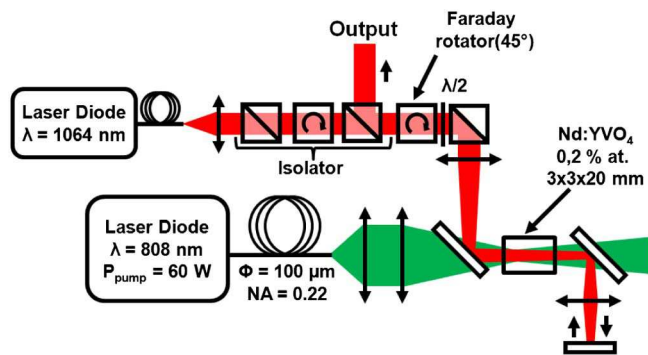 Output
Faraday
rotator(45°)
λ/2
Laser Diode
λ = 1064 nm
Isolator
Nd:YVO₄
0,2 % at.
3x3x20 mm
Laser Diode
λ = 808 nm
Pₚᵤₘₚ = 60 W
Φ = 100 µm
NA = 0.22